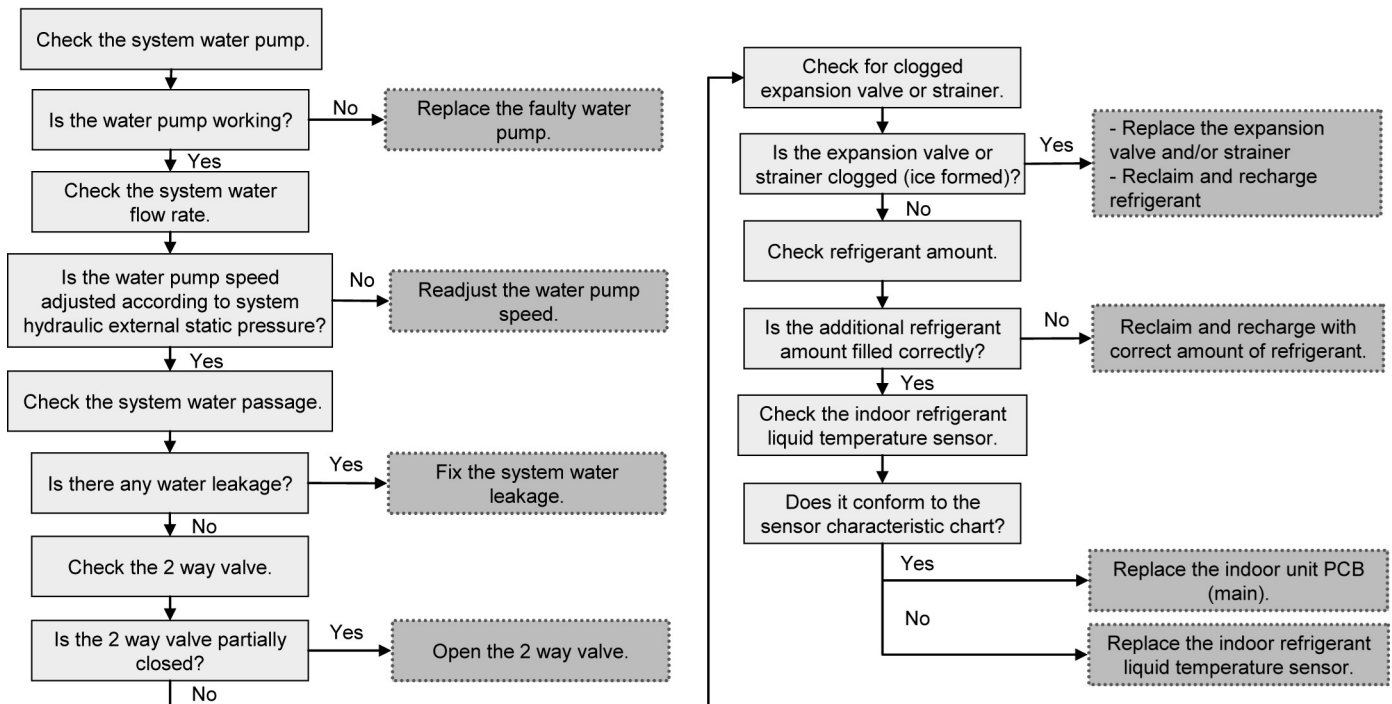 Check the system water pump.
Is the water pump working?
No
Replace the faulty water
pump.
Yes
Check the system water
flow rate.
Is the water pump speed
adjusted according to system
hydraulic external static pressure?
No
Readjust the water pump
speed.
Yes
Check the system water passage.
Is there any water leakage?
Yes
Fix the system water
leakage.
No
Check the 2 way valve.
Is the 2 way valve partially
closed?
Yes
Open the 2 way valve.
No
Check for clogged
expansion valve or strainer.
Is the expansion valve or
strainer clogged (ice formed)?
Yes
- Replace the expansion
valve and/or strainer
- Reclaim and recharge
refrigerant
No
Check refrigerant amount.
Is the additional refrigerant
amount filled correctly?
No
Reclaim and recharge with
correct amount of refrigerant.
Yes
Check the indoor refrigerant
liquid temperature sensor.
Does it conform to the
sensor characteristic chart?
Yes
Replace the indoor unit PCB
(main).
No
Replace the indoor refrigerant
liquid temperature sensor.